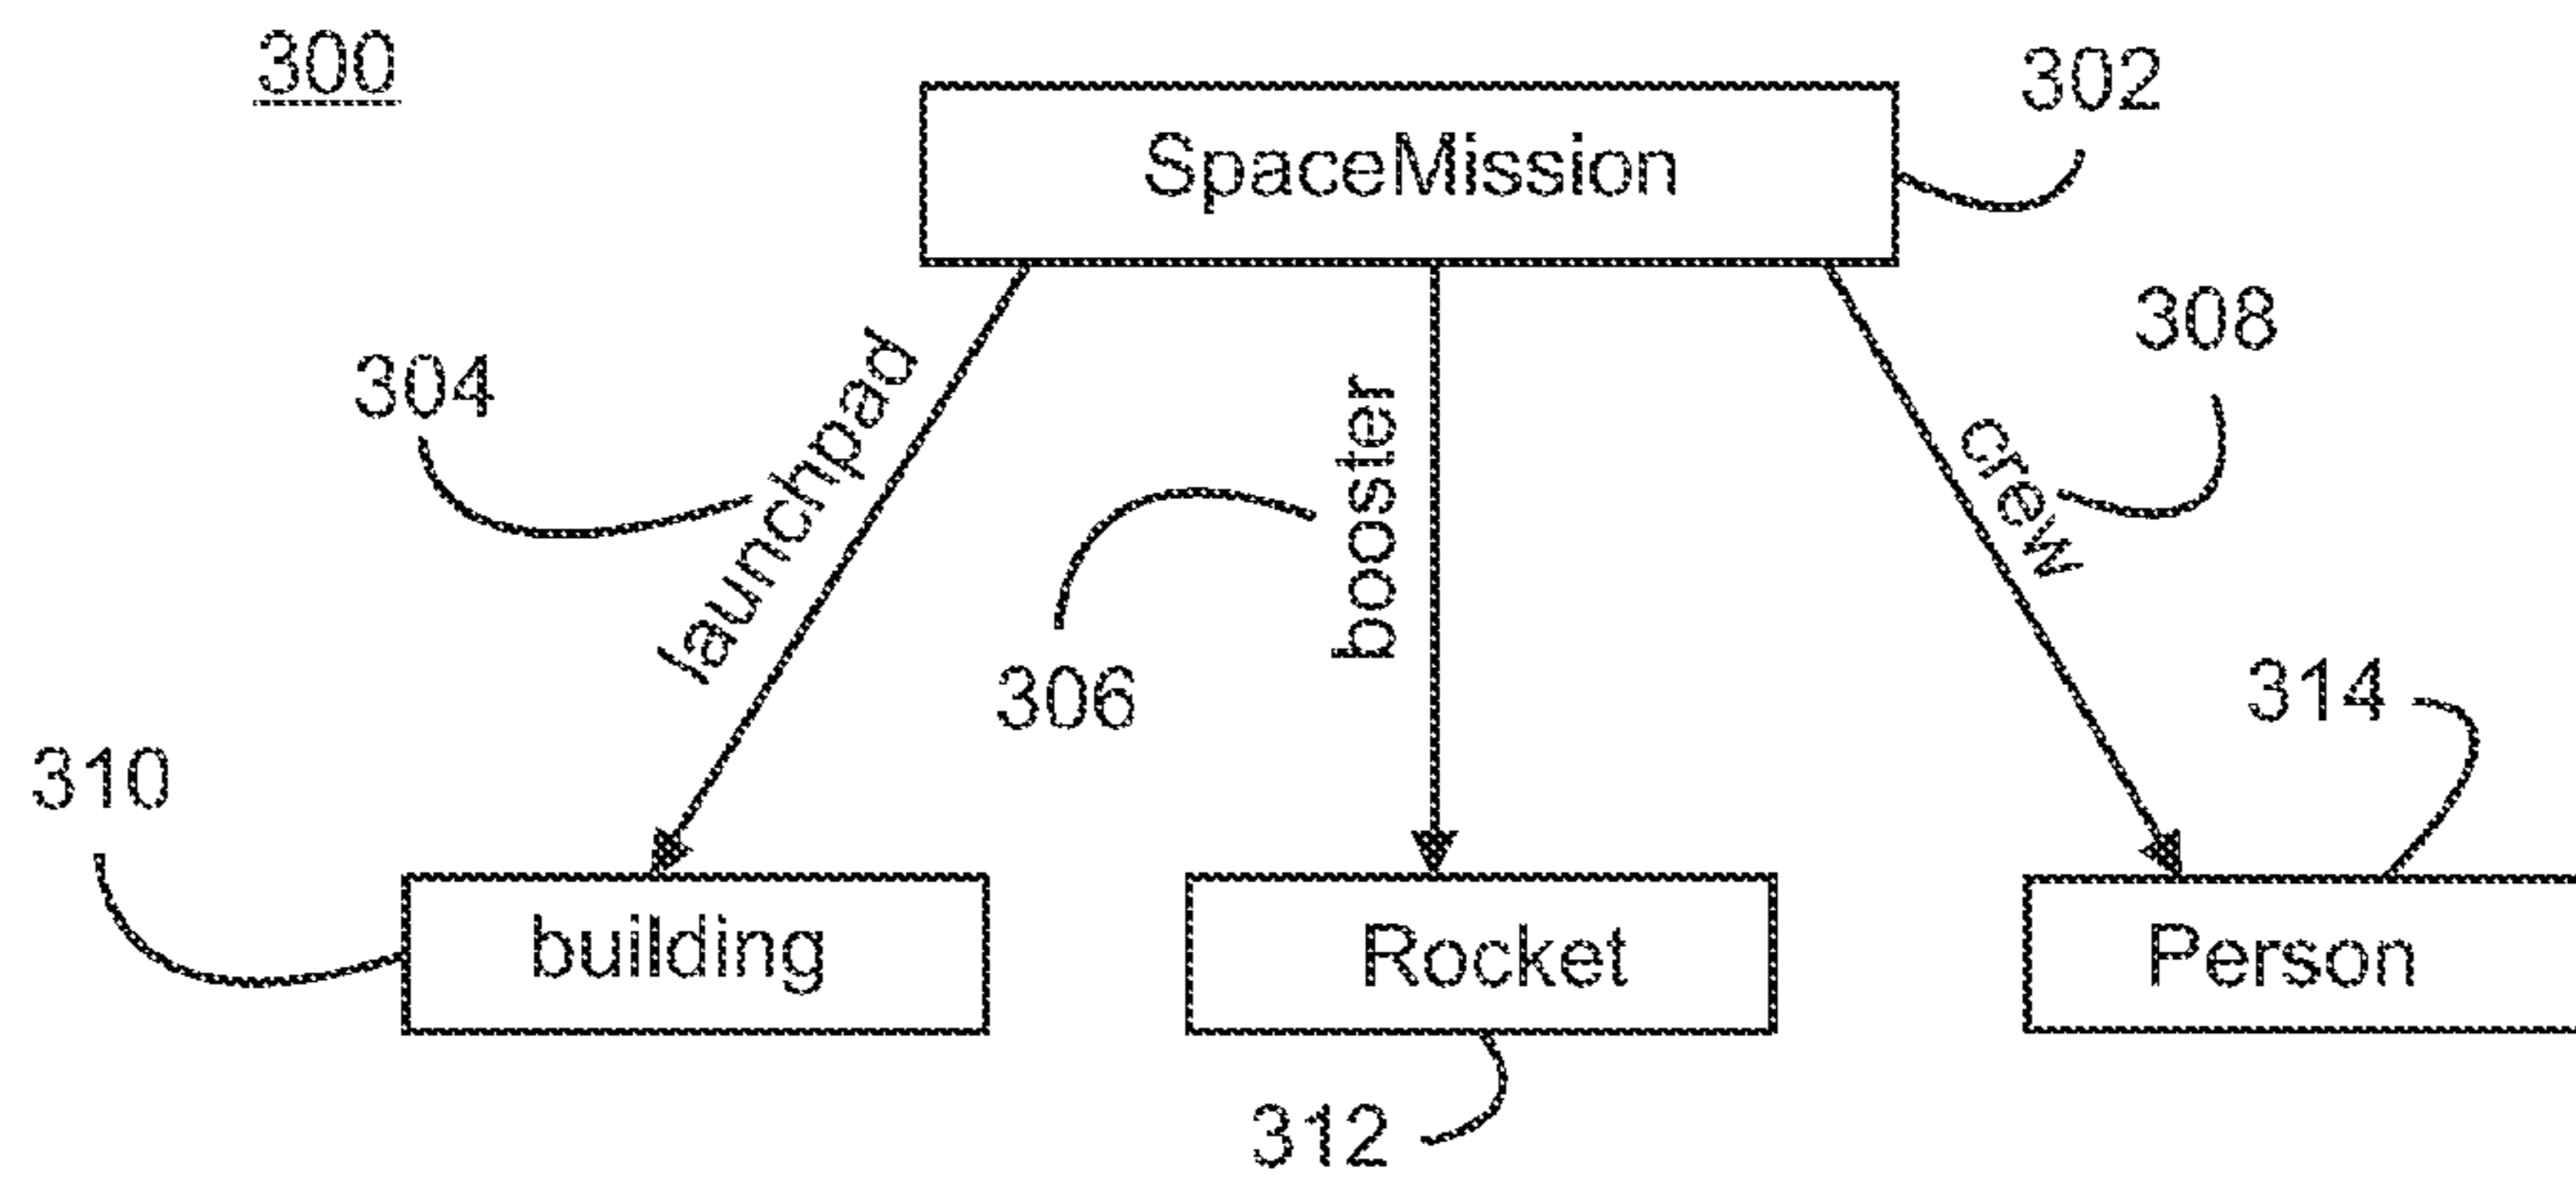 300
SpaceMission
302
304
launchpad
306
booster
crew
308
310
314
building
Rocket
Person
312